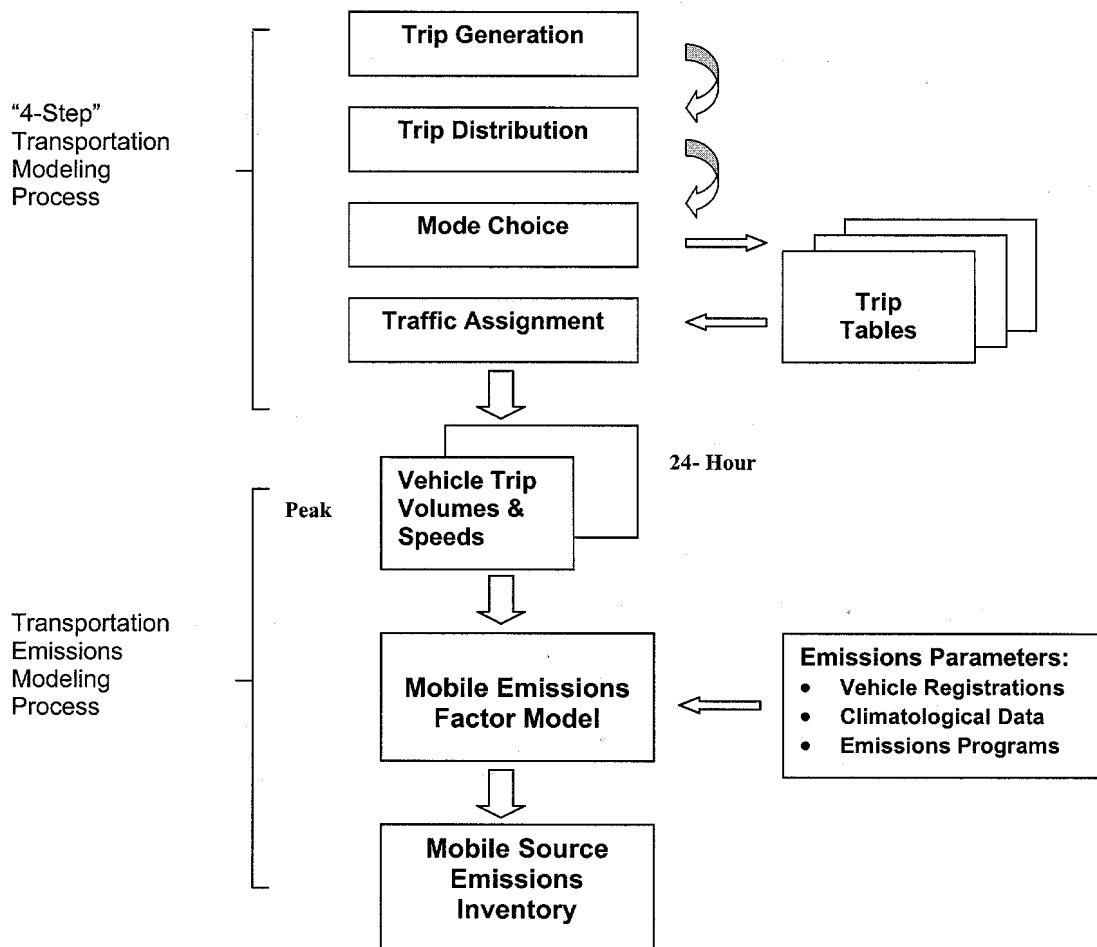 Trip Generation
“4-Step”
Transportation
Modeling
Process
Trip Distribution
Mode Choice
Traffic Assignment
Trip
Tables
24- Hour
Peak
Vehicle Trip
Volumes &
Speeds
Transportation
Emissions
Modeling
Process
Mobile Emissions
Factor Model
Emissions Parameters:
• Vehicle Registrations
• Climatological Data
• Emissions Programs
Mobile Source
Emissions
Inventory